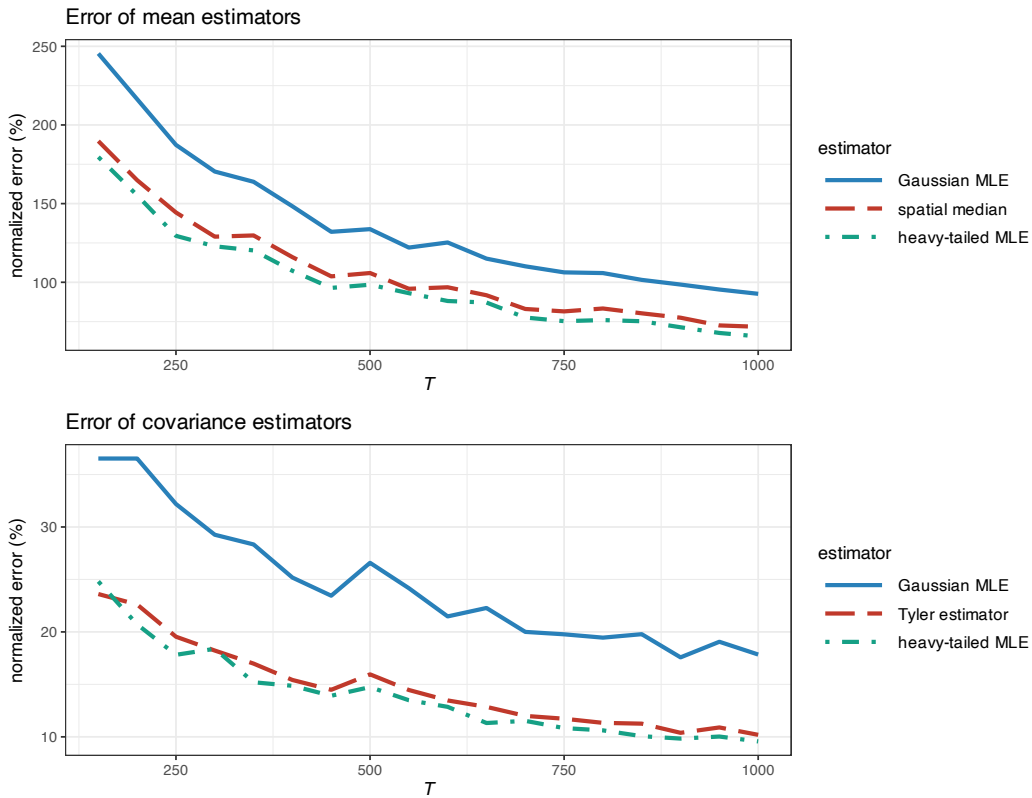 Error of mean estimators
250
200
150
100
normalized error (%)
250
500
750
1000
T
estimator
Gaussian MLE
spatial median
heavy-tailed MLE
Error of covariance estimators
30
20
10
normalized error (%)
250
500
750
1000
T
estimator
Gaussian MLE
Tyler estimator
heavy-tailed MLE